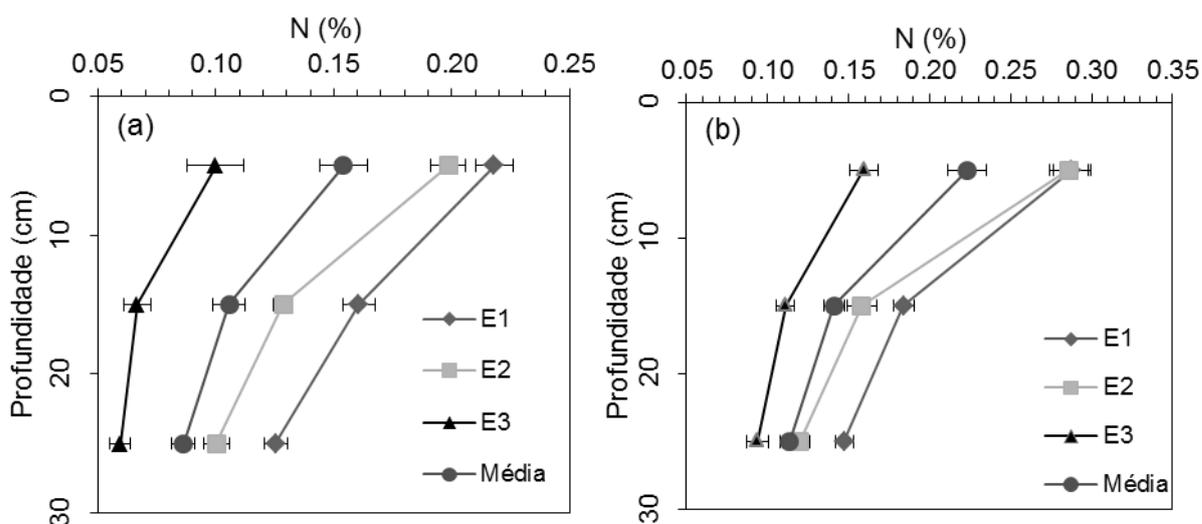 N (%)
0.05 0.10 0.15 0.20 0.25
0
10
20
30
Profundidade (cm)
(a)
E1
E2
E3
Média
N (%)
0.05 0.10 0.15 0.20 0.25 0.30 0.35
0
10
20
30
Profundidade (cm)
(b)
E1
E2
E3
Média